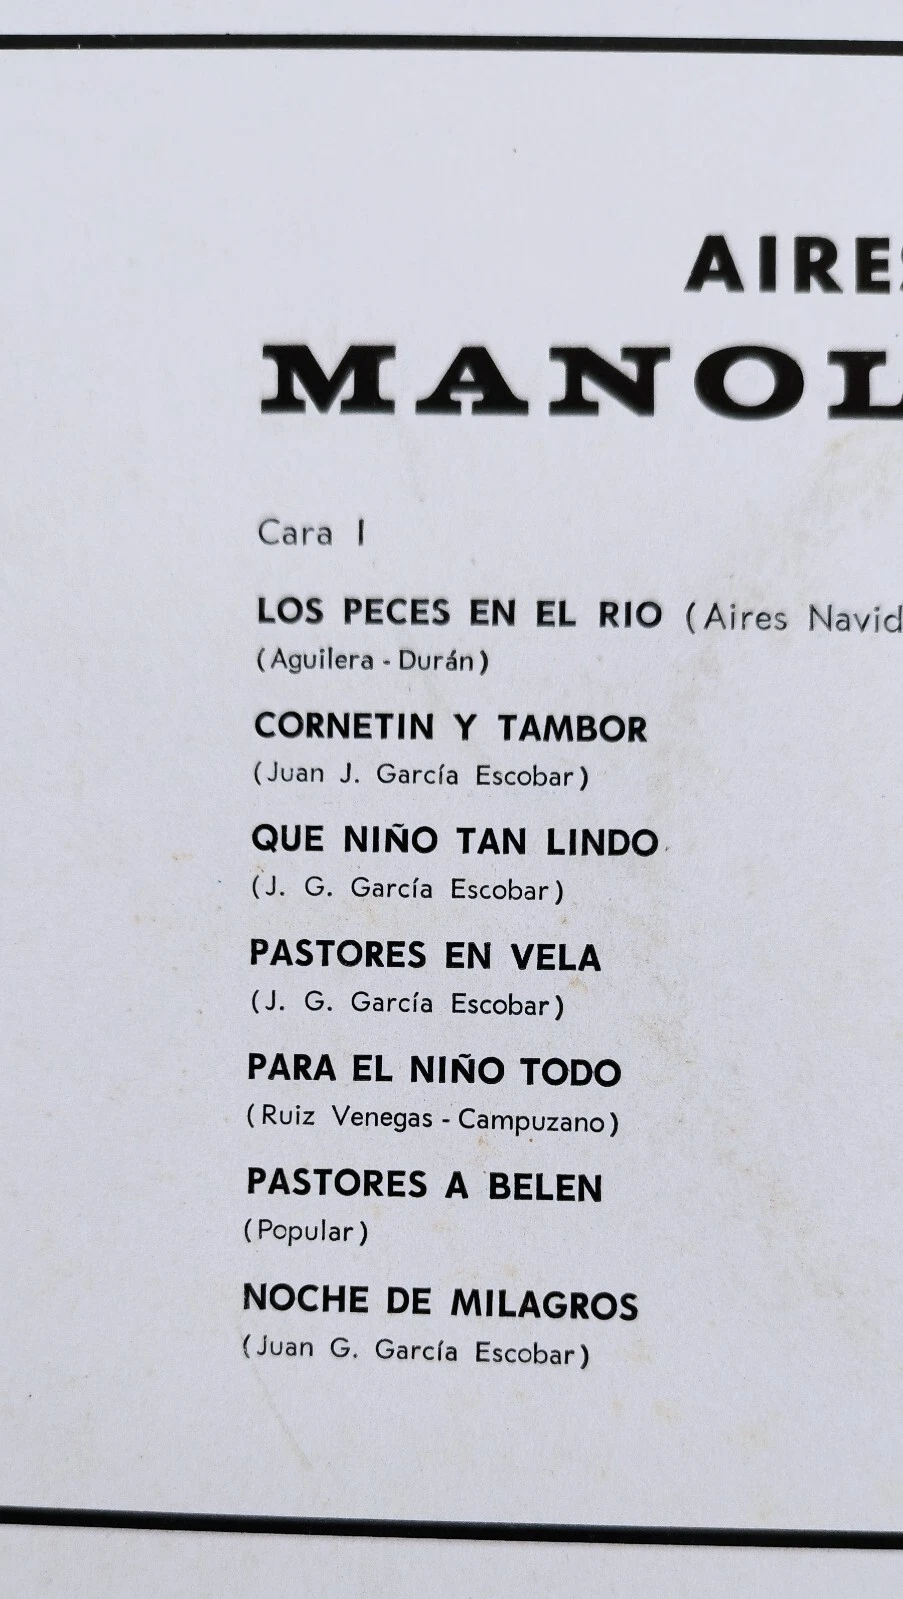 AIRES
MANOL
Cara I
LOS PECES EN EL RIO (Aires Navid
(Aguilera - Durán)
CORNETIN Y TAMBOR
(Juan J. García Escobar)
QUE NIÑO TAN LINDO
(J. G. García Escobar)
PASTORES EN VELA
(J. G. García Escobar)
PARA EL NIÑO TODO
(Ruiz Venegas - Campuzano)
PASTORES A BELEN
(Popular)
NOCHE DE MILAGROS
(Juan G. García Escobar)